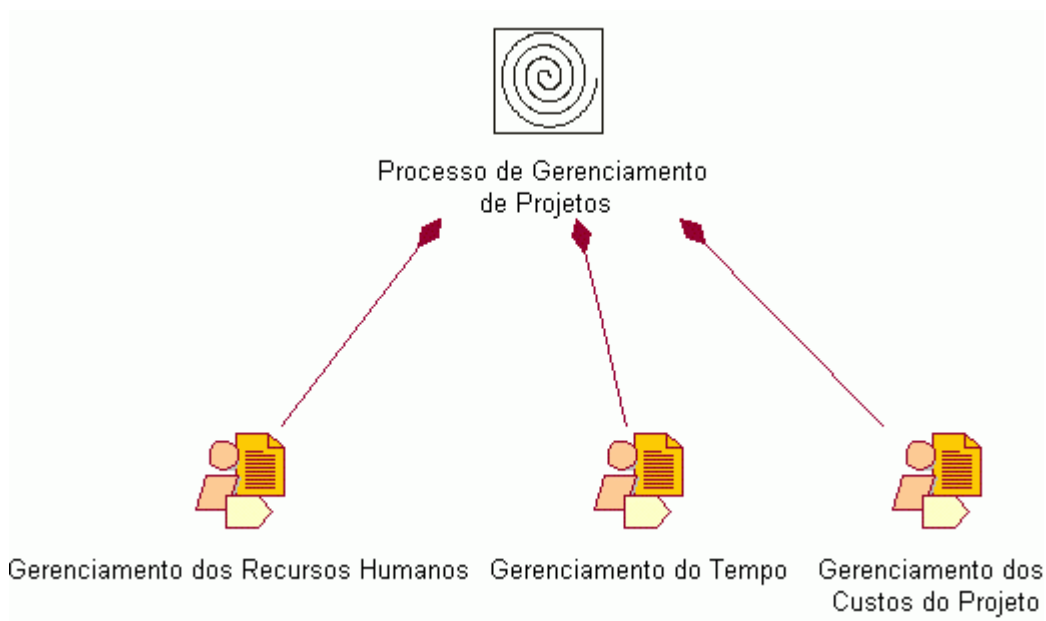 Processo de Gerenciamento
de Projetos
Gerenciamento dos Recursos Humanos
Gerenciamento do Tempo
Gerenciamento dos
Custos do Projeto